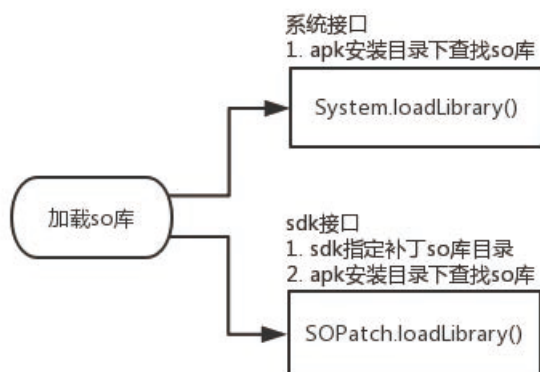 系统接口
1. apk安装目录下查找so库
System.loadLibrary()
加载so库
sdk接口
1. sdk指定补丁so库目录
2. apk安装目录下查找so库
SOPatch.loadLibrary()